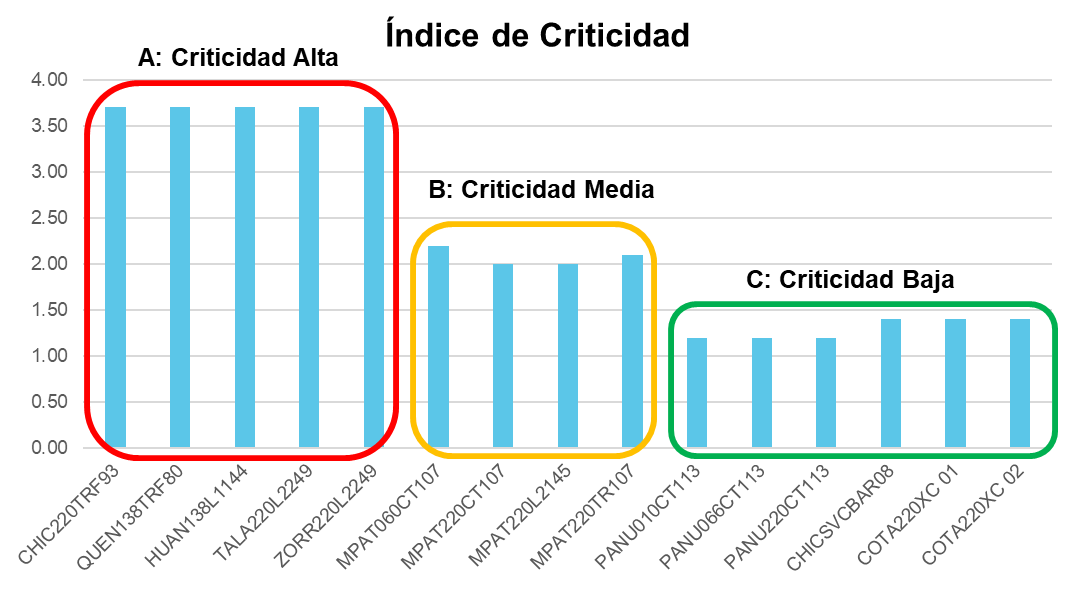 Índice de Criticidad
A: Criticidad Alta
B: Criticidad Media
C: Criticidad Baja
4.00
3.50
3.00
2.50
2.00
1.50
1.00
0.50
0.00
CHIC220TRF93
QUEN138TRF80
HUAN138L1144
TALA220L2249
ZORR220L2249
MPAT060CT107
MPAT220CT107
MPAT220L2145
MPAT220TR107
PANU010CT113
PANU066CT113
PANU220CT113
CHICSVCBAR08
COTA220XC 01
COTA220XC 02